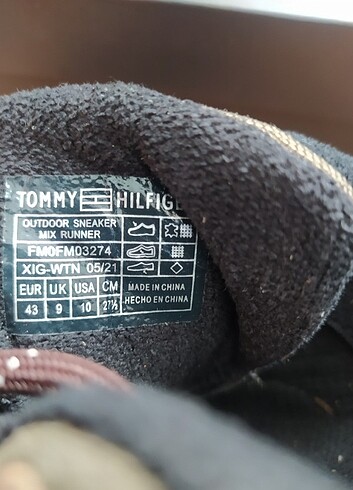 TOMMY HILFIGE
OUTDOOR SNEAKER
MIX RUNNER
FM0FM03274
XIG-WTN 05/21
EUR UK USA CM
43 9 10 27½
MADE IN CHINA
HECHO EN CHINA